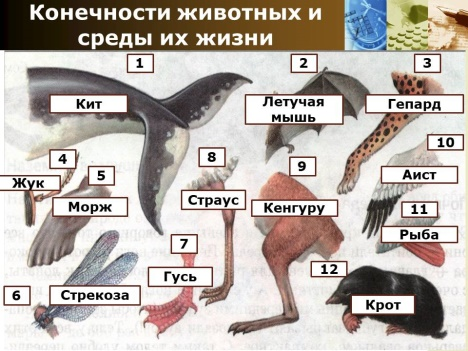 Конечности животных и
среды их жизни
1
2
3
Кит
Летучая
мышь
Гепард
4
5
8
9
10
Жук
Морж
Страус
Кенгуру
Аист
11
Рыба
7
6
Стрекоза
Гусь
12
Крот